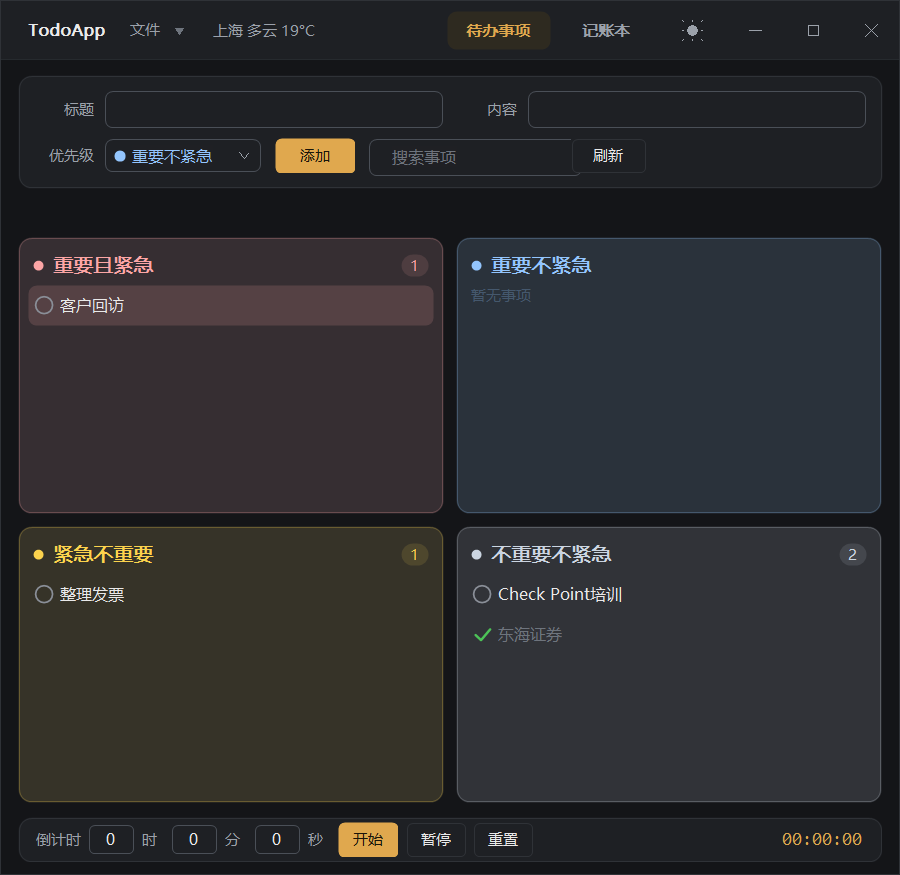 TodoApp 文件 ▼ 上海 多云 19°C 待办事项 记账本
标题 内容
优先级 重要不紧急 添加 搜索事项 刷新
重要且紧急 1
客户回访
重要不紧急
暂无事项
紧急不重要 1
整理发票
不重要不紧急 2
Check Point培训
东海证券
倒计时 0 时 0 分 0 秒 开始 暂停 重置 00:00:00